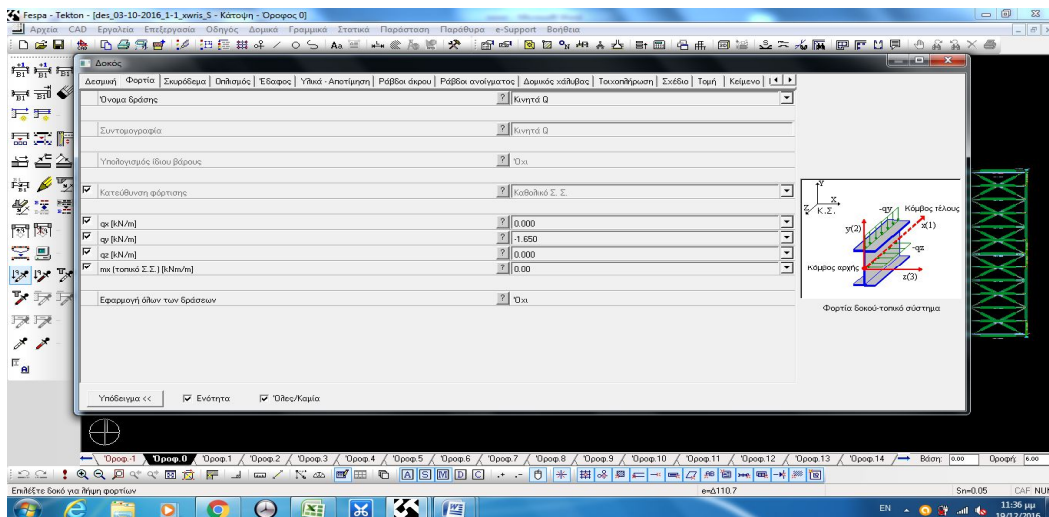 Fespa - Tekton - [des_03-10-2016_1-1_xwris_S - Κάτοψη - Όροφος 0]
Αρχεία CAD Εργαλεία Επεξεργασία Οδηγός Δομικά Γραμμικά Στατικά Παράσταση Παράθυρα e-Support Βοήθεια
Δοκός
Δεσμική Φορτία Σκυρόδεμα Οπλισμός Έδαφος Υλικά - Αποτίμηση Ράβδοι άκρου Ράβδοι ανοίγματος Δομικός χάλυβας Τοιχοπλήρωση Σχέδιο Τομή Κείμενο
Όνομα δράσης ? Κινητά Q
Συντομογραφία ? Κινητά Q
Υπολογισμός ίδιου βάρους ? Όχι
Κατεύθυνση φόρτισης ? Καθολικό Σ. Σ.
qx [kN/m] ? 0.000
qy [kN/m] ? -1.650
qz [kN/m] ? 0.000
mx (τοπικό Σ.Σ.) [kNm/m] ? 0.00
Εφαρμογή όλων των δράσεων ? Όχι
Y
X
Z
Κ.Σ.
-qy
Κόμβος τέλους
y(2)
x(1)
-qz
Κόμβος αρχής
z(3)
Φορτία δοκού-τοπικό σύστημα
Υπόδειγμα << Ενότητα Όλες/Καμία
Όροφ.-1 Όροφ.0 Όροφ.1 Όροφ.2 Όροφ.3 Όροφ.4 Όροφ.5 Όροφ.6 Όροφ.7 Όροφ.8 Όροφ.9 Όροφ.10 Όροφ.11 Όροφ.12 Όροφ.13 Όροφ.14 Βάση: 0.00 Οροφή: 6.00
A S M D C
Επιλέξτε δοκό για λήψη φορτίων e=Δ110.7 Sn=0.05 CAF NUM
EN 11:36 μμ
19/12/2016